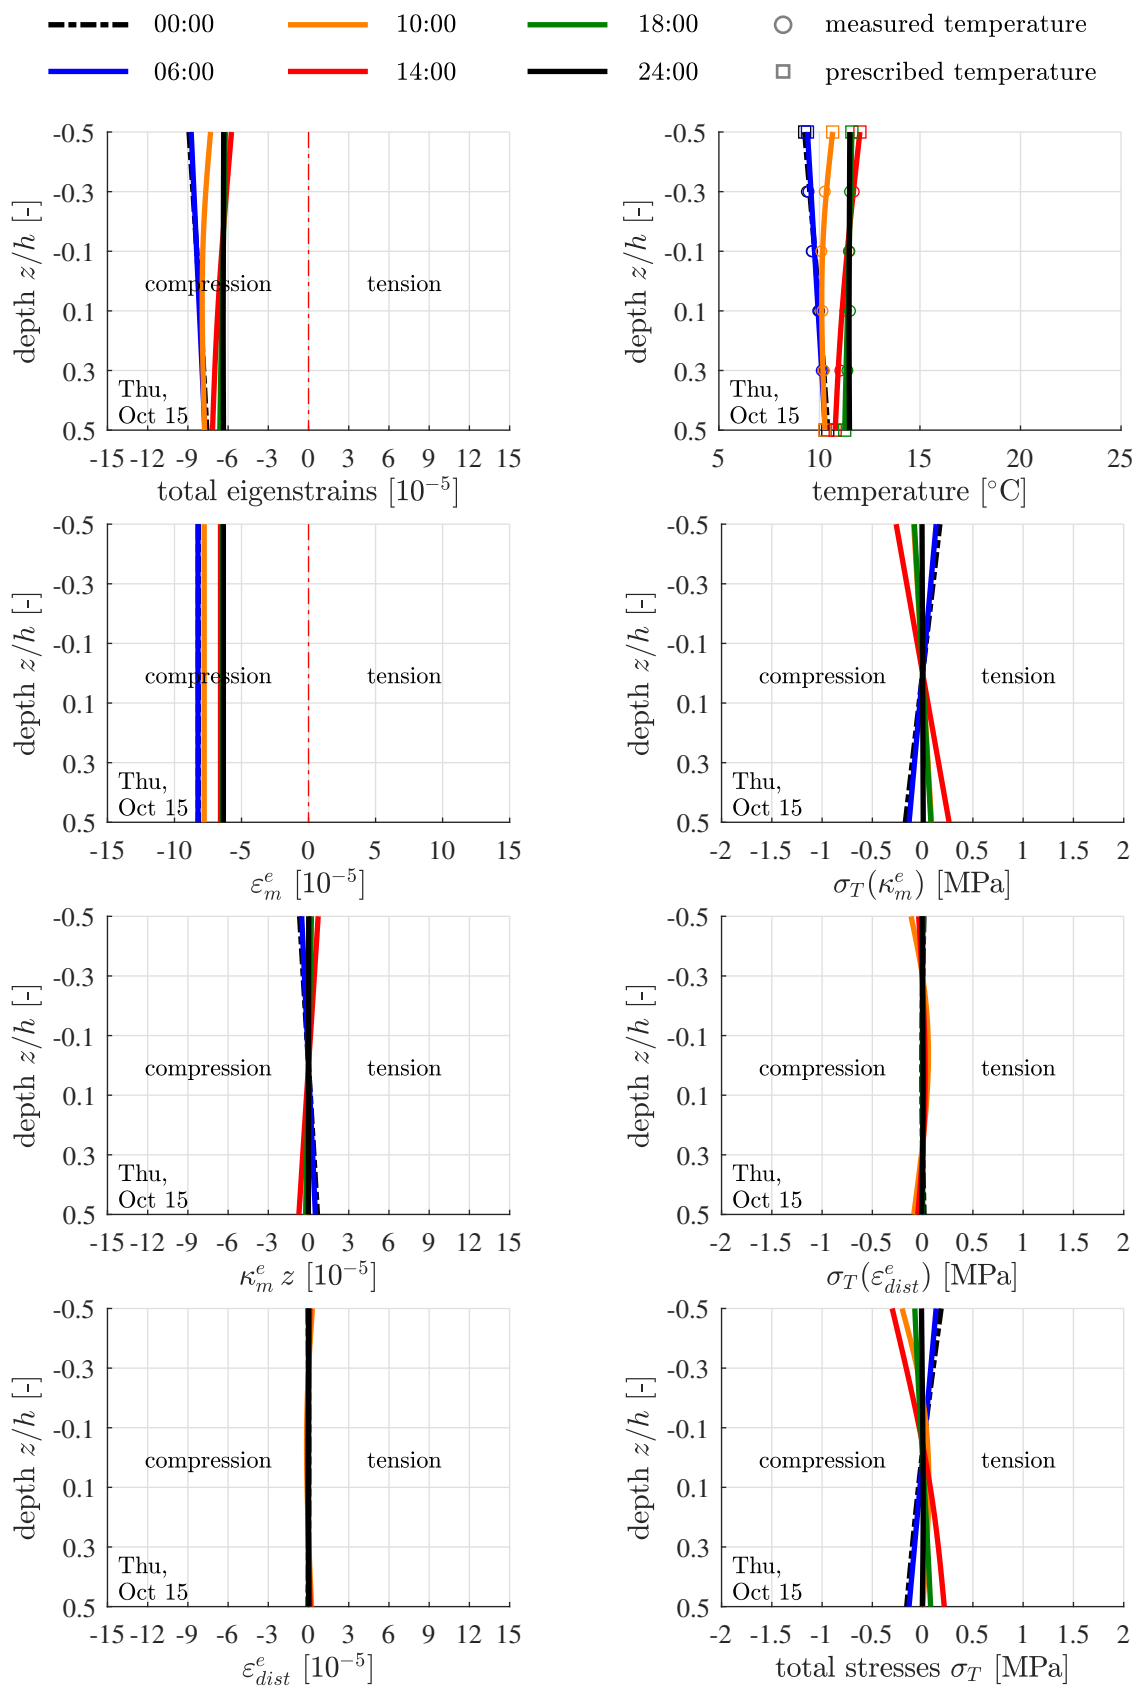 00:00 10:00 18:00 measured temperature
06:00 14:00 24:00 prescribed temperature
-0.5 -0.5
-0.3 -0.3
-0.1 -0.1
compression tension
0.1 0.1
0.3 0.3
Thu, Thu,
Oct 15 Oct 15
0.5 0.5
depth z/h [-] depth z/h [-]
-15 -12 -9 -6 -3 0 3 6 9 12 15 5 10 15 20 25
total eigenstrains [10⁻⁵] temperature [°C]
-0.5 -0.5
-0.3 -0.3
-0.1 -0.1
compression tension compression tension
0.1 0.1
0.3 0.3
Thu, Thu,
Oct 15 Oct 15
0.5 0.5
depth z/h [-] depth z/h [-]
-15 -10 -5 0 5 10 15 -2 -1.5 -1 -0.5 0 0.5 1 1.5 2
εᵉₘ [10⁻⁵] σ_T(κᵉₘ) [MPa]
-0.5 -0.5
-0.3 -0.3
-0.1 -0.1
compression tension compression tension
0.1 0.1
0.3 0.3
Thu, Thu,
Oct 15 Oct 15
0.5 0.5
depth z/h [-] depth z/h [-]
-15 -12 -9 -6 -3 0 3 6 9 12 15 -2 -1.5 -1 -0.5 0 0.5 1 1.5 2
κᵉₘ z [10⁻⁵] σ_T(εᵉ_dist) [MPa]
-0.5 -0.5
-0.3 -0.3
-0.1 -0.1
compression tension compression tension
0.1 0.1
0.3 0.3
Thu, Thu,
Oct 15 Oct 15
0.5 0.5
depth z/h [-] depth z/h [-]
-15 -12 -9 -6 -3 0 3 6 9 12 15 -2 -1.5 -1 -0.5 0 0.5 1 1.5 2
εᵉ_dist [10⁻⁵] total stresses σ_T [MPa]